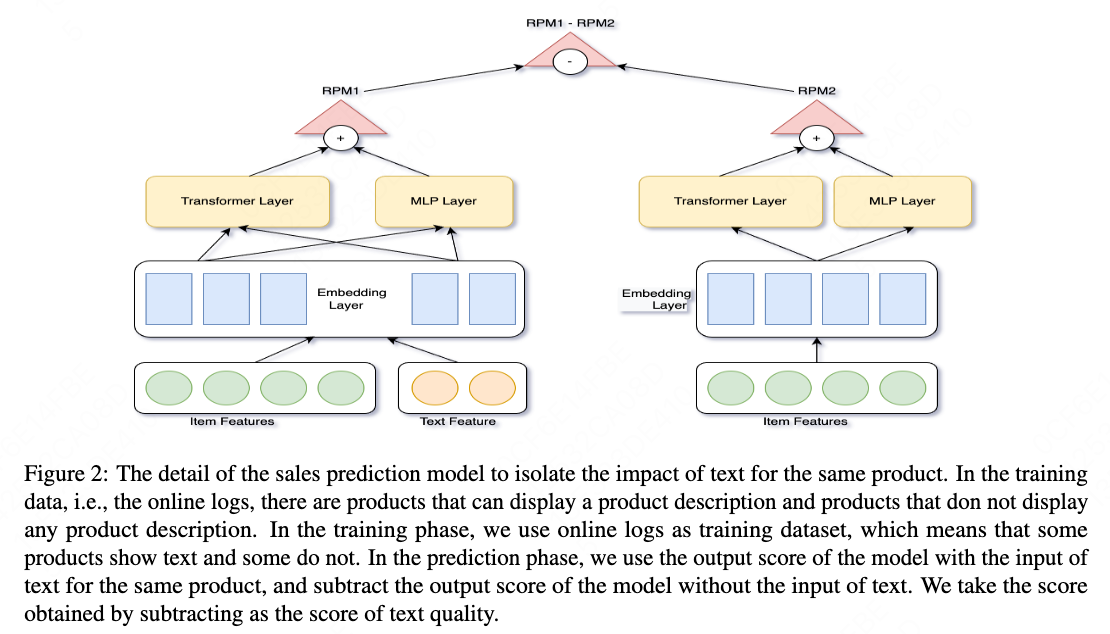 RPM1 - RPM2
-
RPM1
RPM2
+
+
Transformer Layer
MLP Layer
Transformer Layer
MLP Layer
Embedding
Layer
Embedding
Layer
Item Features
Text Feature
Item Features
Figure 2: The detail of the sales prediction model to isolate the impact of text for the same product. In the training
data, i.e., the online logs, there are products that can display a product description and products that don not display
any product description. In the training phase, we use online logs as training dataset, which means that some
products show text and some do not. In the prediction phase, we use the output score of the model with the input of
text for the same product, and subtract the output score of the model without the input of text. We take the score
obtained by subtracting as the score of text quality.